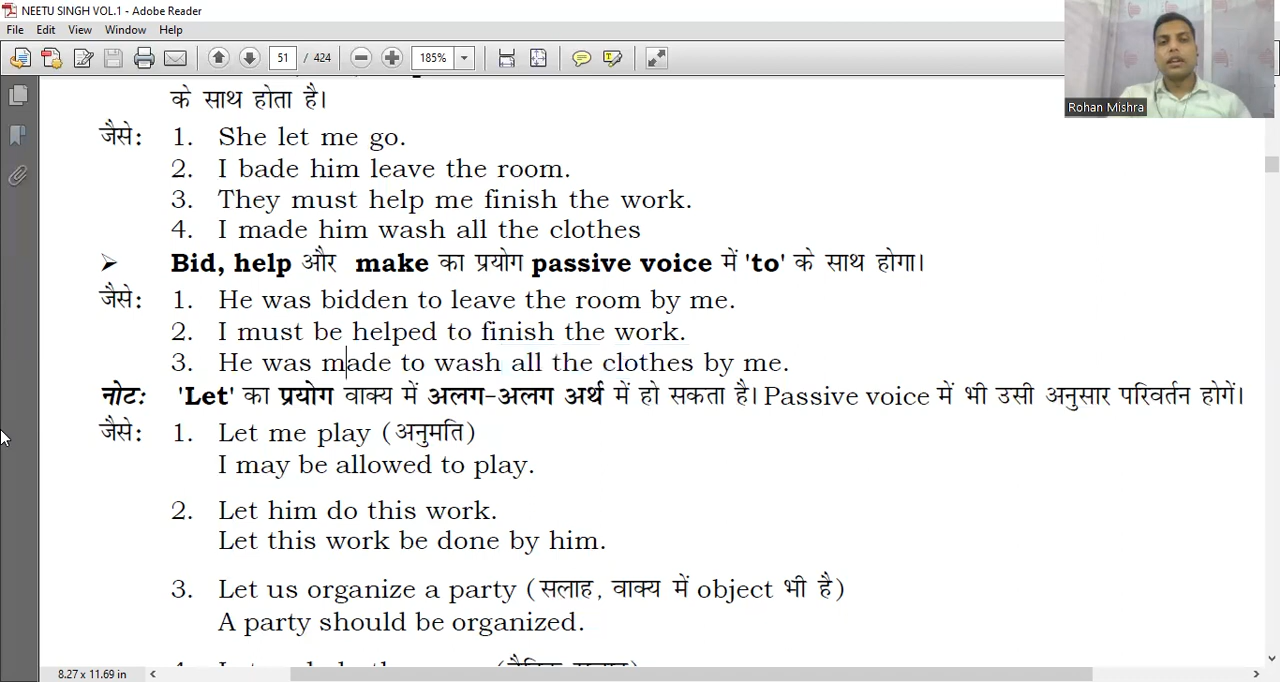 NEETU SINGH VOL.1 - Adobe Reader
File Edit View Window Help
51 / 424 185%
Rohan Mishra
के साथ होता है।
जैसे: 1. She let me go.
2. I bade him leave the room.
3. They must help me finish the work.
4. I made him wash all the clothes
➢ Bid, help और make का प्रयोग passive voice में 'to' के साथ होगा।
जैसे: 1. He was bidden to leave the room by me.
2. I must be helped to finish the work.
3. He was made to wash all the clothes by me.
नोट: 'Let' का प्रयोग वाक्य में अलग-अलग अर्थ में हो सकता है। Passive voice में भी उसी अनुसार परिवर्तन होगें।
जैसे: 1. Let me play (अनुमति)
I may be allowed to play.
2. Let him do this work.
Let this work be done by him.
3. Let us organize a party (सलाह, वाक्य में object भी है)
A party should be organized.
8.27 x 11.69 in